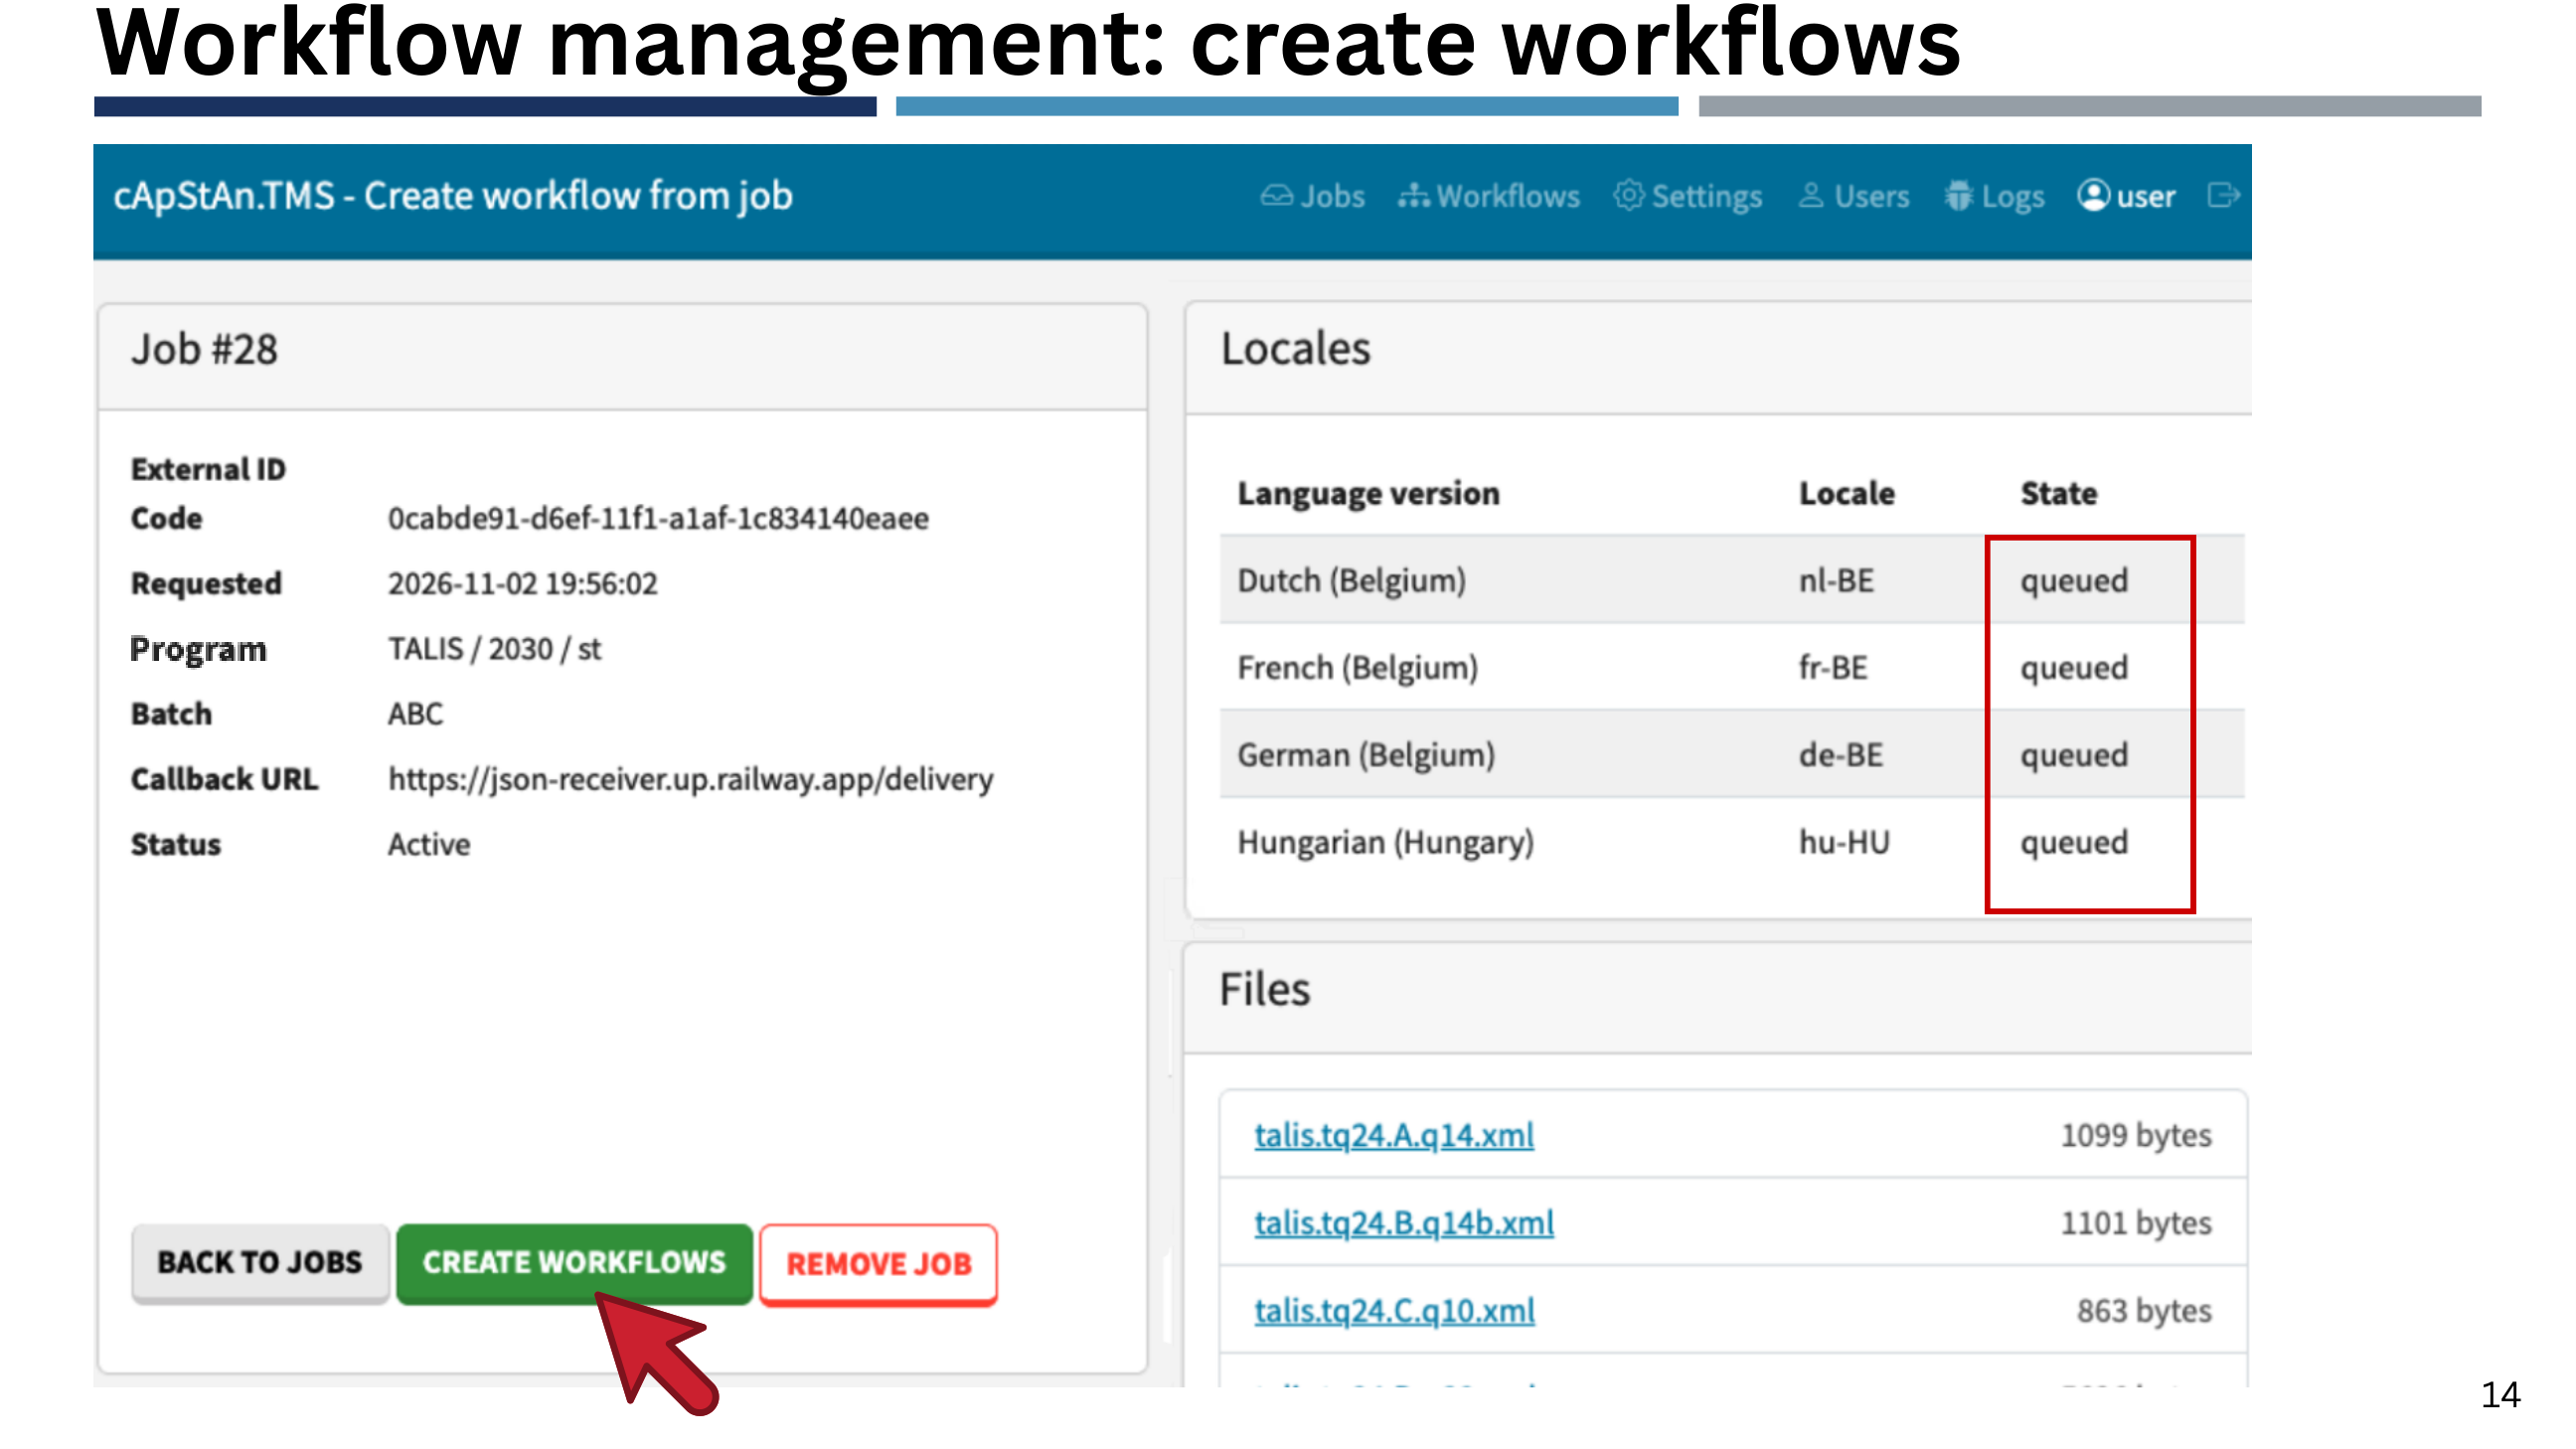 Workflow management: create workflows
cApStAn.TMS - Create workflow from job
Jobs Workflows Settings Users Logs user
Job #28
External ID
Code 0cabde91-d6ef-11f1-a1af-1c834140eaee
Requested 2026-11-02 19:56:02
Program TALIS / 2030 / st
Batch ABC
Callback URL https://json-receiver.up.railway.app/delivery
Status Active
BACK TO JOBS CREATE WORKFLOWS REMOVE JOB
Locales
Language version Locale State
Dutch (Belgium) nl-BE queued
French (Belgium) fr-BE queued
German (Belgium) de-BE queued
Hungarian (Hungary) hu-HU queued
Files
talis.tq24.A.q14.xml 1099 bytes
talis.tq24.B.q14b.xml 1101 bytes
talis.tq24.C.q10.xml 863 bytes
14